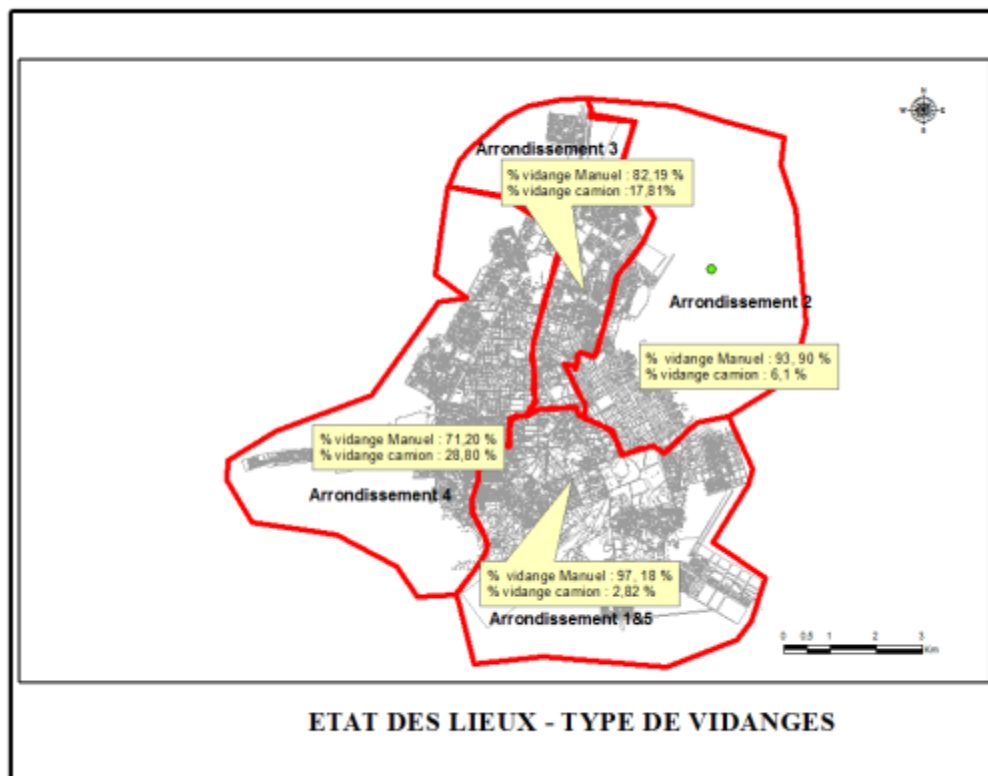 N
W E
S
Arrondissement 3
% vidange Manuel : 82,19 %
% vidange camion :17,81%
Arrondissement 2
% vidange Manuel : 93, 90 %
% vidange camion : 6,1 %
% vidange Manuel : 71,20 %
% vidange camion : 28,80 %
Arrondissement 4
% vidange Manuel : 97, 18 %
% vidange camion : 2,82 %
Arrondissement 1&5
0 0,5 1 2 3
Km
ETAT DES LIEUX - TYPE DE VIDANGES